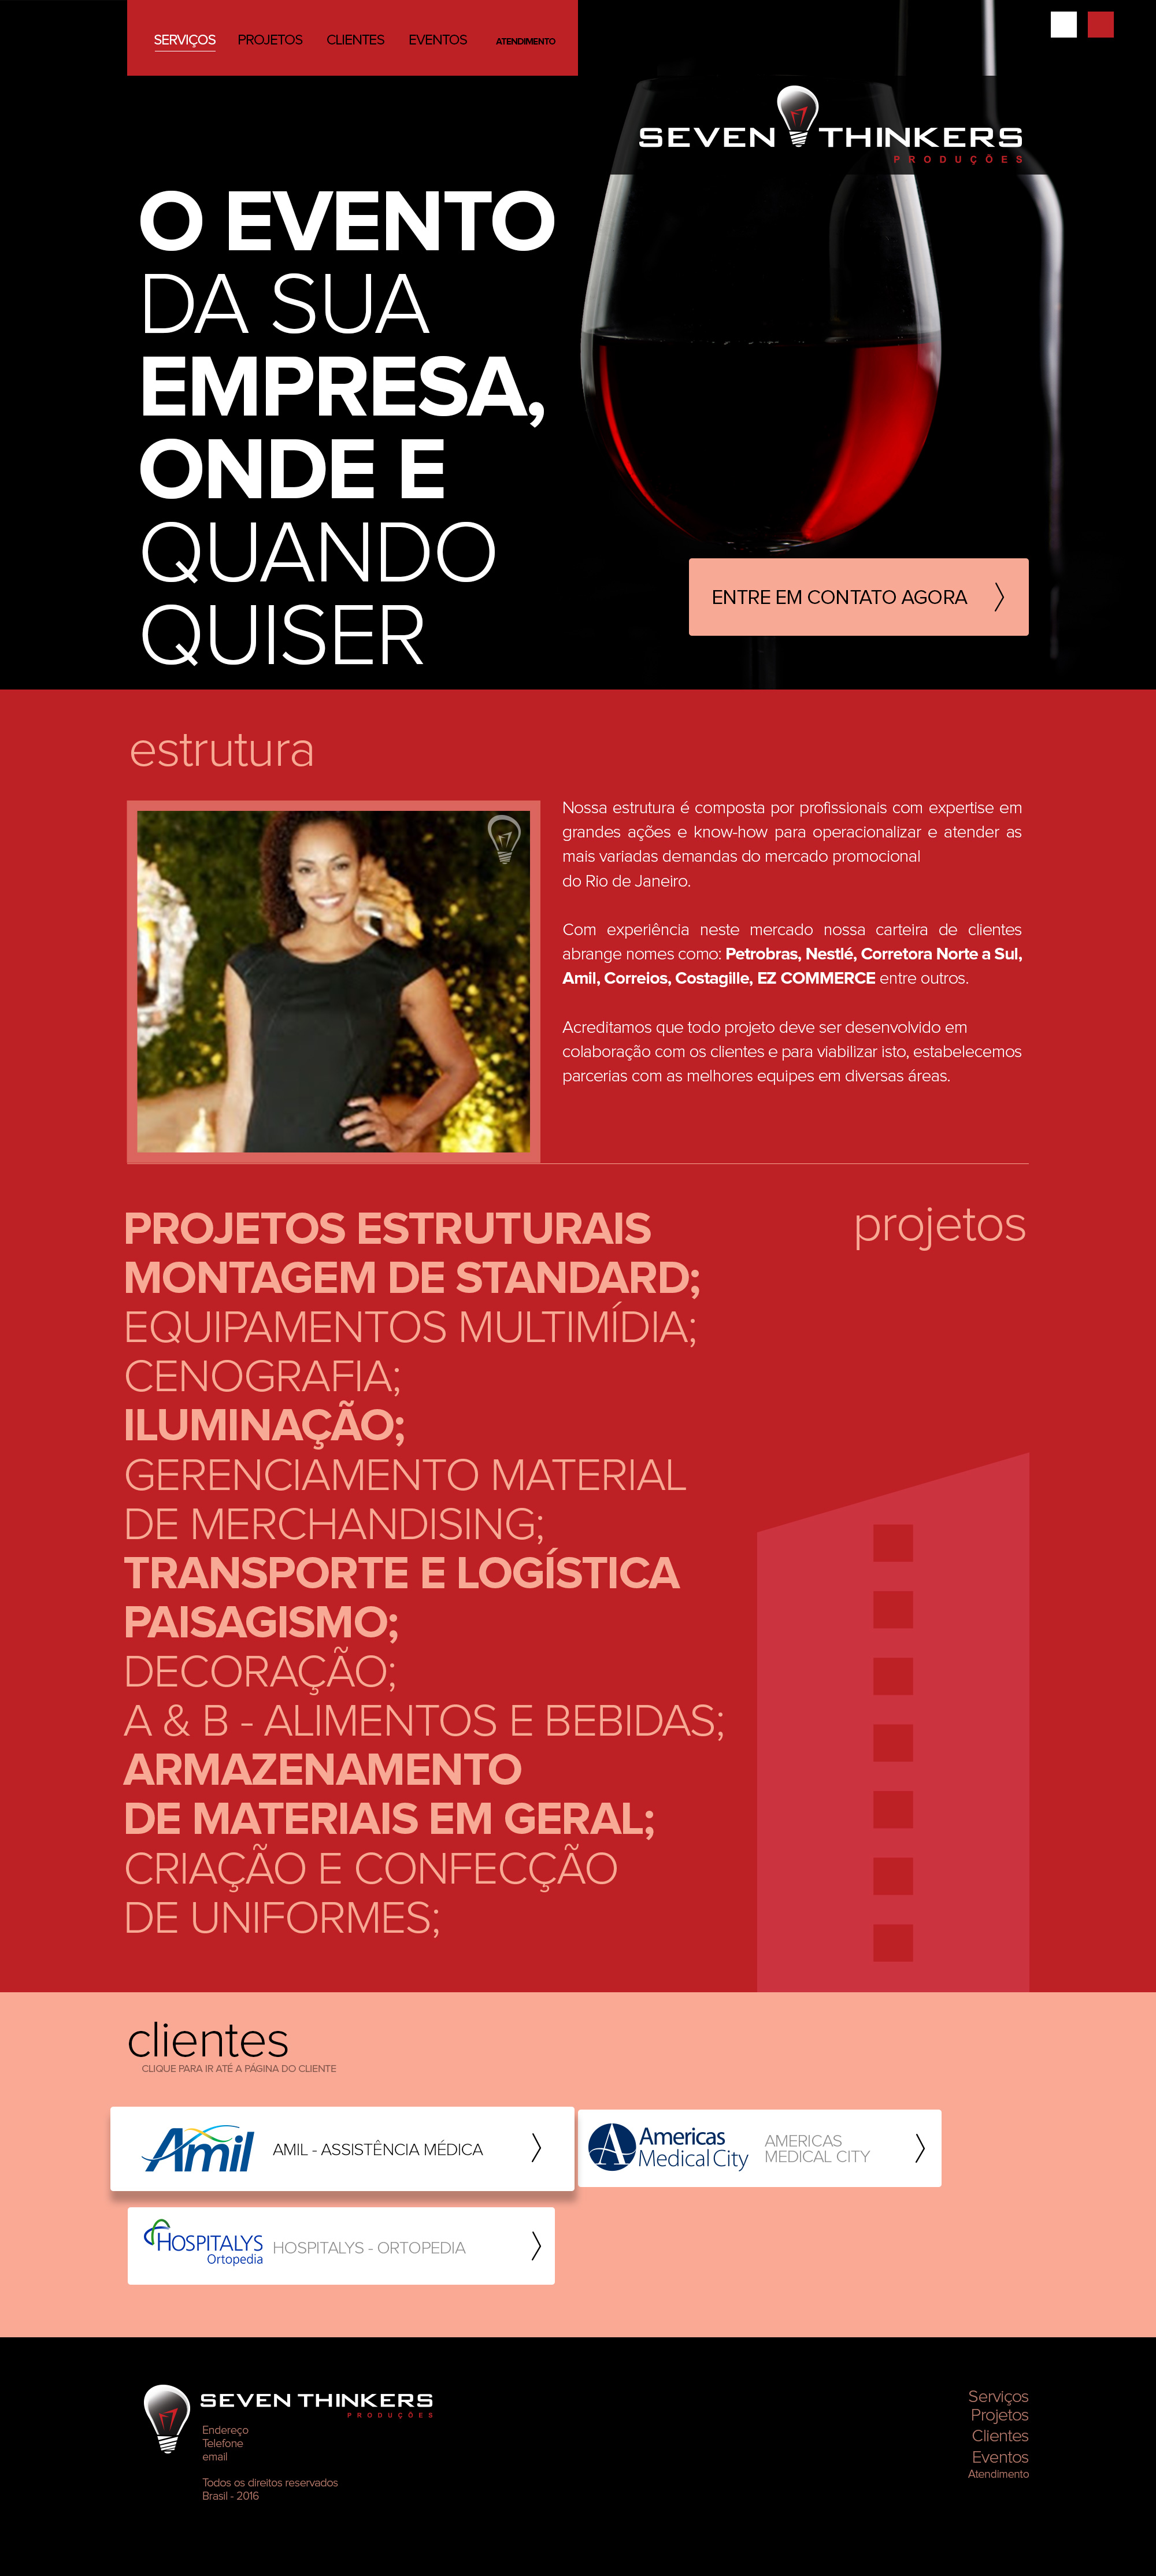 SERVIÇOS PROJETOS CLIENTES EVENTOS ATENDIMENTO
SEVEN THINKERS
PRODUÇÕES
O EVENTO
DA SUA
EMPRESA,
ONDE E
QUANDO
QUISER
ENTRE EM CONTATO AGORA
estrutura
Nossa estrutura é composta por profissionais com expertise em
grandes ações e know-how para operacionalizar e atender as
mais variadas demandas do mercado promocional
do Rio de Janeiro.
Com experiência neste mercado nossa carteira de clientes
abrange nomes como: Petrobras, Nestlé, Corretora Norte a Sul,
Amil, Correios, Costagille, EZ COMMERCE entre outros.
Acreditamos que todo projeto deve ser desenvolvido em
colaboração com os clientes e para viabilizar isto, estabelecemos
parcerias com as melhores equipes em diversas áreas.
projetos
PROJETOS ESTRUTURAIS
MONTAGEM DE STANDARD;
EQUIPAMENTOS MULTIMÍDIA;
CENOGRAFIA;
ILUMINAÇÃO;
GERENCIAMENTO MATERIAL
DE MERCHANDISING;
TRANSPORTE E LOGÍSTICA
PAISAGISMO;
DECORAÇÃO;
A & B - ALIMENTOS E BEBIDAS;
ARMAZENAMENTO
DE MATERIAIS EM GERAL;
CRIAÇÃO E CONFECÇÃO
DE UNIFORMES;
clientes
CLIQUE PARA IR ATÉ A PÁGINA DO CLIENTE
Amil
AMIL - ASSISTÊNCIA MÉDICA
Americas
Medical City
AMERICAS
MEDICAL CITY
HOSPITALYS
Ortopedia
HOSPITALYS - ORTOPEDIA
SEVEN THINKERS
PRODUÇÕES
Endereço
Telefone
email
Todos os direitos reservados
Brasil - 2016
Serviços
Projetos
Clientes
Eventos
Atendimento